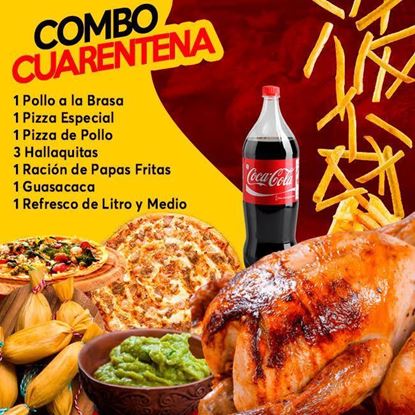 COMBO
CUARENTENA
1 Pollo a la Brasa
1 Pizza Especial
1 Pizza de Pollo
3 Hallaquitas
1 Ración de Papas Fritas
1 Guasacaca
1 Refresco de Litro y Medio
Coca-Cola